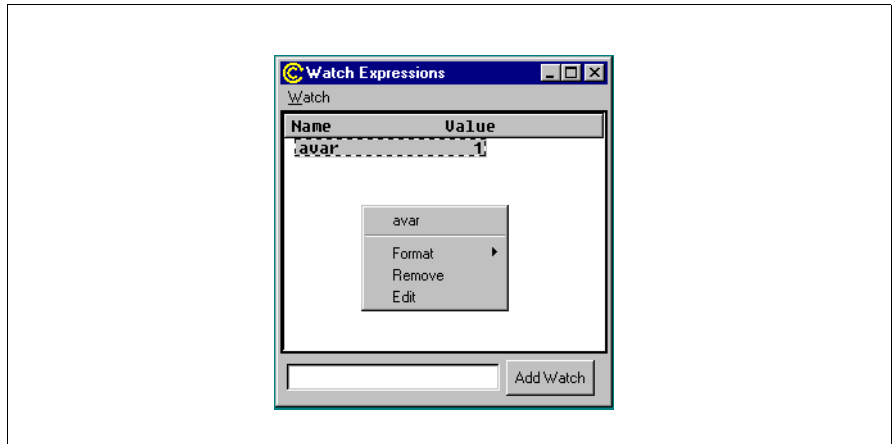 Watch Expressions
Watch
Name Value
avar 1
avar
Format
Remove
Edit
Add Watch